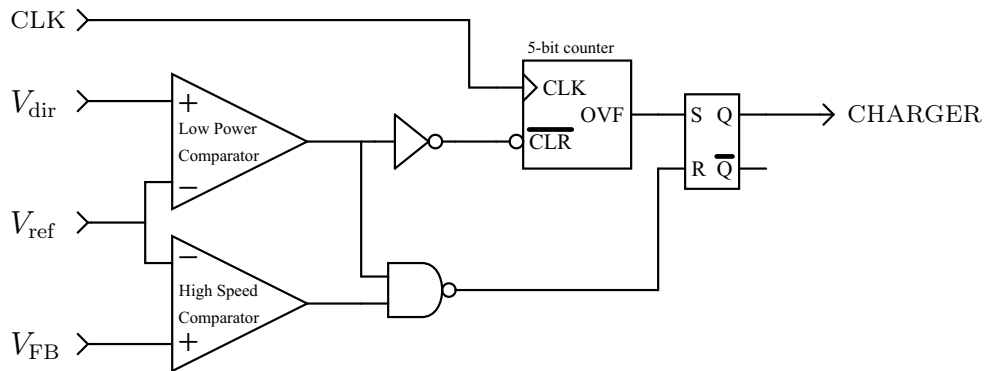 CLK
5-bit counter
CLK
OVF
CLR
V_dir
+
Low Power
Comparator
−
S Q
R Q
CHARGER
V_ref
−
High Speed
Comparator
+
V_FB